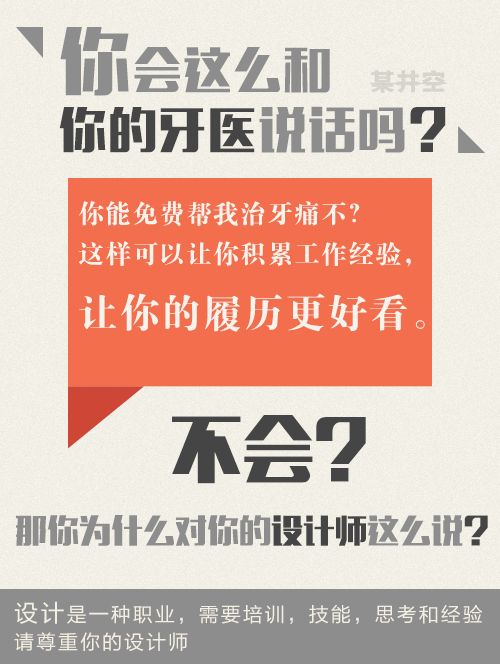 你会这么和
某井空
你的牙医说话吗?
你能免费帮我治牙痛不?
这样可以让你积累工作经验,
让你的履历更好看。
不会?
那你为什么对你的设计师这么说?
设计是一种职业，需要培训，技能，思考和经验
请尊重你的设计师